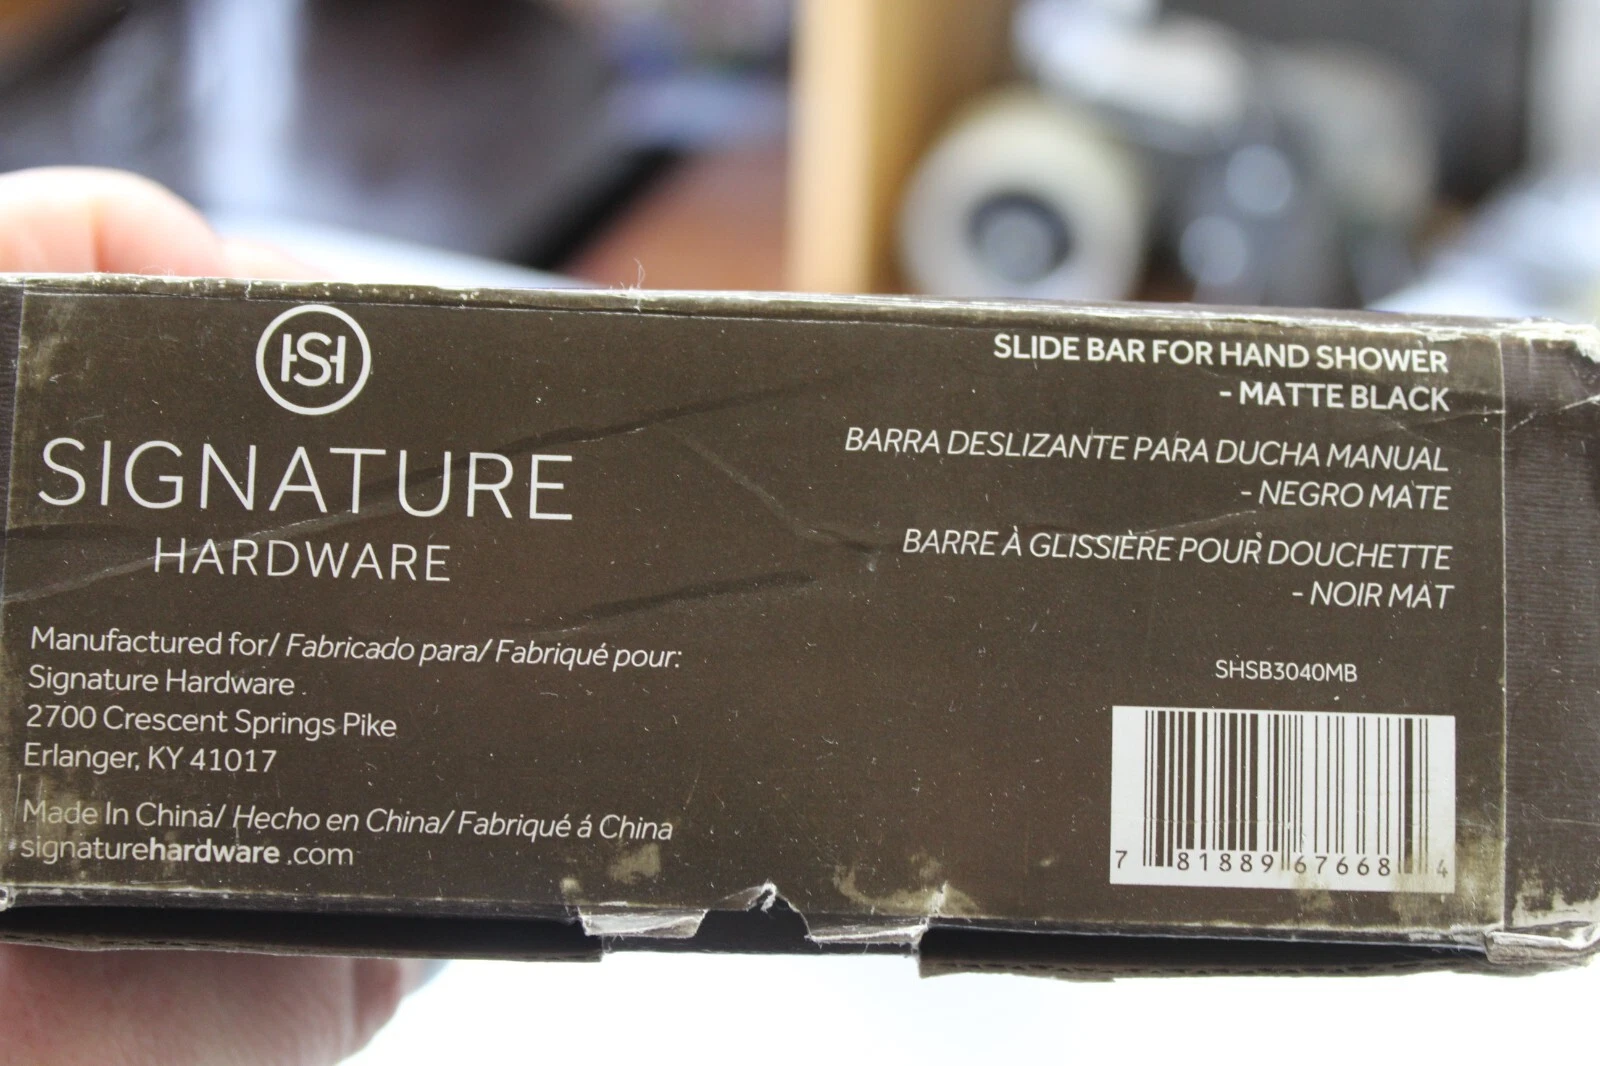 HSH
SIGNATURE
HARDWARE
Manufactured for/ Fabricado para/ Fabriqué pour:
Signature Hardware .
2700 Crescent Springs Pike
Erlanger, KY 41017
Made In China/ Hecho en China/ Fabriqué á China
signaturehardware .com
SLIDE BAR FOR HAND SHOWER
- MATTE BLACK
BARRA DESLIZANTE PARA DUCHA MANUAL
- NEGRO MATE
BARRE À GLISSIÈRE POUR DOUCHETTE
- NOIR MAT
SHSB3040MB
7 81889 67668 4